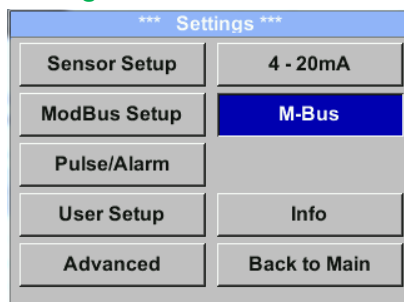 *** Settings ***
Sensor Setup
4 - 20mA
ModBus Setup
M-Bus
Pulse/Alarm
User Setup
Info
Advanced
Back to Main